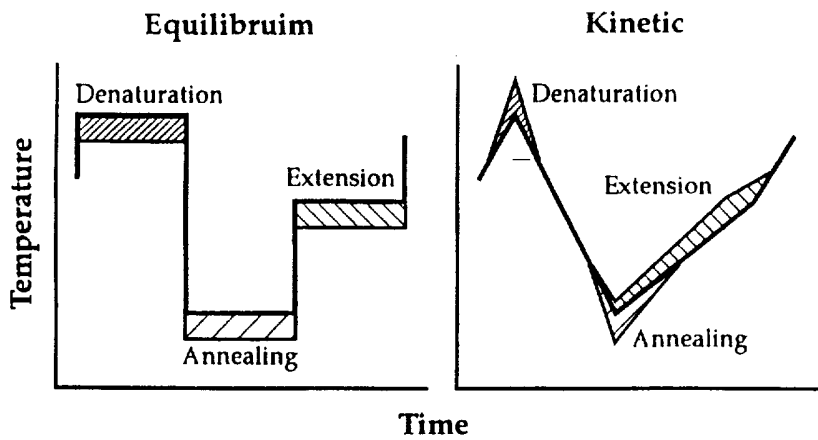 Equilibruim
Kinetic
Denaturation
Extension
Annealing
Denaturation
Extension
Annealing
Temperature
Time